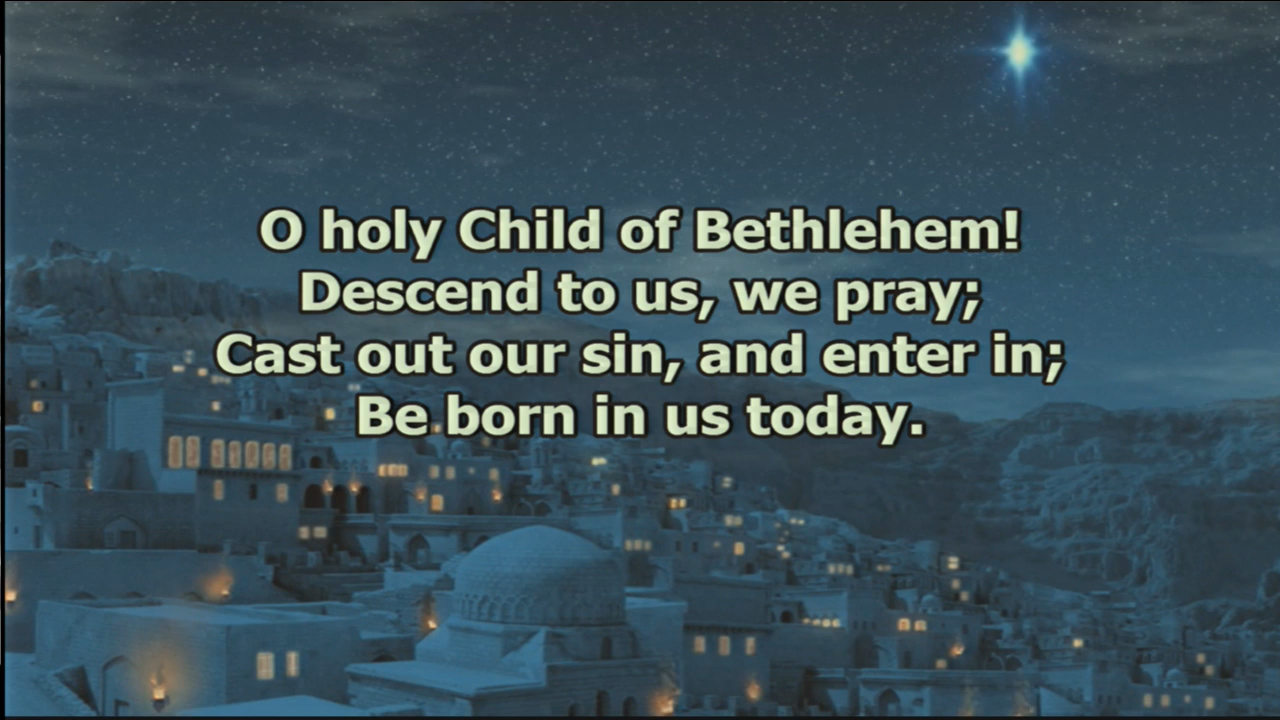 O holy Child of Bethlehem!
Descend to us, we pray;
Cast out our sin, and enter in;
Be born in us today.